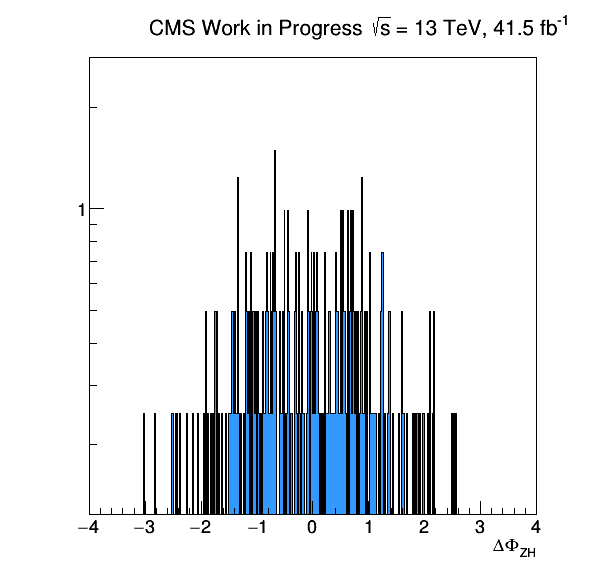 CMS Work in Progress √s = 13 TeV, 41.5 fb⁻¹
1
−4 −3 −2 −1 0 1 2 3 4
ΔΦ_ZH